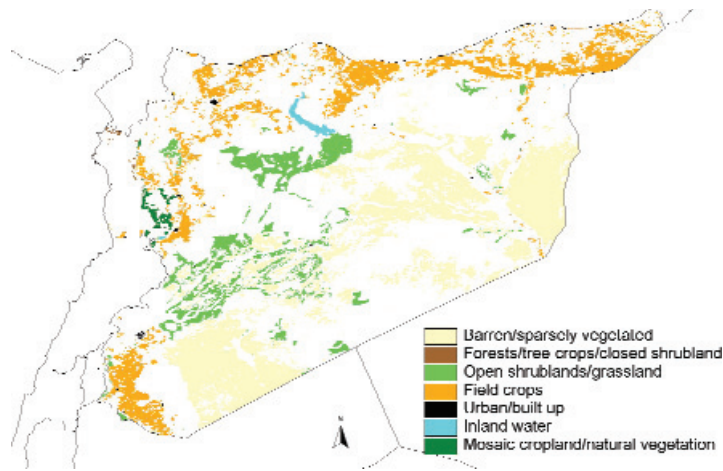 Barren/sparsely vegetated
Forests/tree crops/closed shrubland
Open shrublands/grassland
Field crops
Urban/built up
Inland water
Mosaic cropland/natural vegetation
N